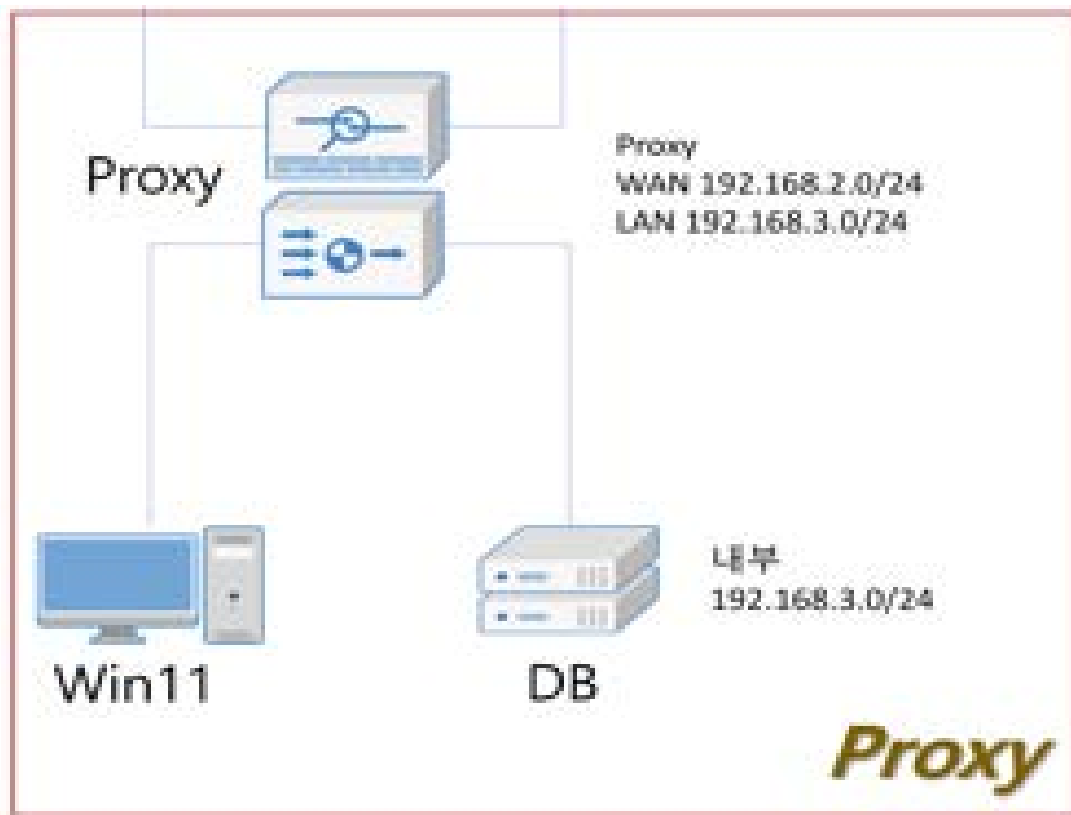 Proxy
Proxy
WAN 192.168.2.0/24
LAN 192.168.3.0/24
내부
192.168.3.0/24
Win11
DB
Proxy